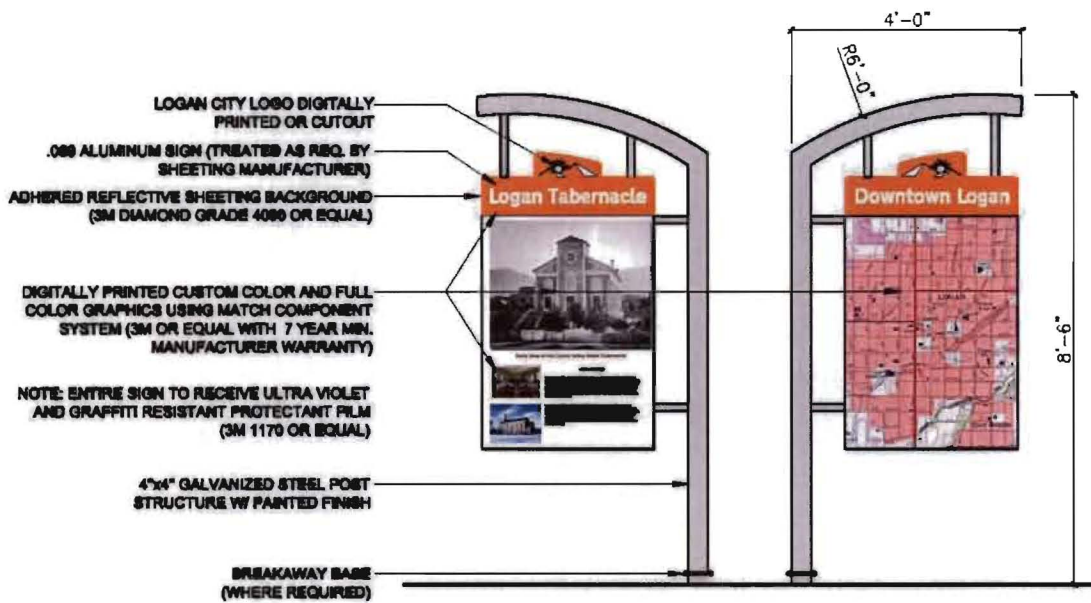 4'-0"
R6'-0"
LOGAN CITY LOGO DIGITALLY
PRINTED OR CUTOUT
.080 ALUMINUM SIGN (TREATED AS REQ. BY
SHEETING MANUFACTURER)
ADHERED REFLECTIVE SHEETING BACKGROUND
(3M DIAMOND GRADE 4090 OR EQUAL)
Logan Tabernacle
Downtown Logan
DIGITALLY PRINTED CUSTOM COLOR AND FULL
COLOR GRAPHICS USING MATCH COMPONENT
SYSTEM (3M OR EQUAL WITH 7 YEAR MIN.
MANUFACTURER WARRANTY)
LOGAN
8'-6"
NOTE: ENTIRE SIGN TO RECEIVE ULTRA VIOLET
AND GRAFFITI RESISTANT PROTECTANT FILM
(3M 1170 OR EQUAL)
4"x4" GALVANIZED STEEL POST
STRUCTURE W/ PAINTED FINISH
BREAKAWAY BASE
(WHERE REQUIRED)